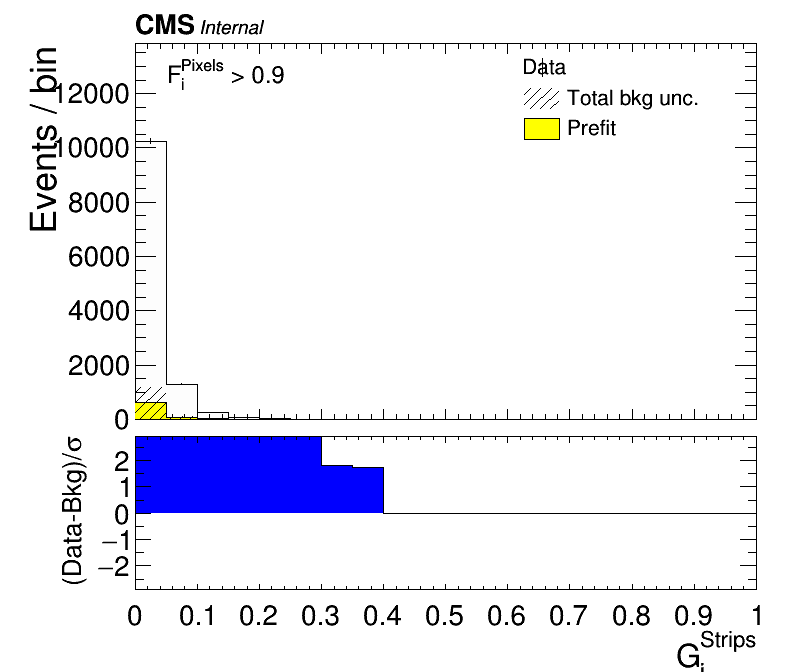 CMS Internal
F_i^Pixels > 0.9
Data
Total bkg unc.
Prefit
Events / bin
12000
10000
8000
6000
4000
2000
0
(Data-Bkg)/σ
2
1
0
−1
−2
0 0.1 0.2 0.3 0.4 0.5 0.6 0.7 0.8 0.9 1
G_i^Strips